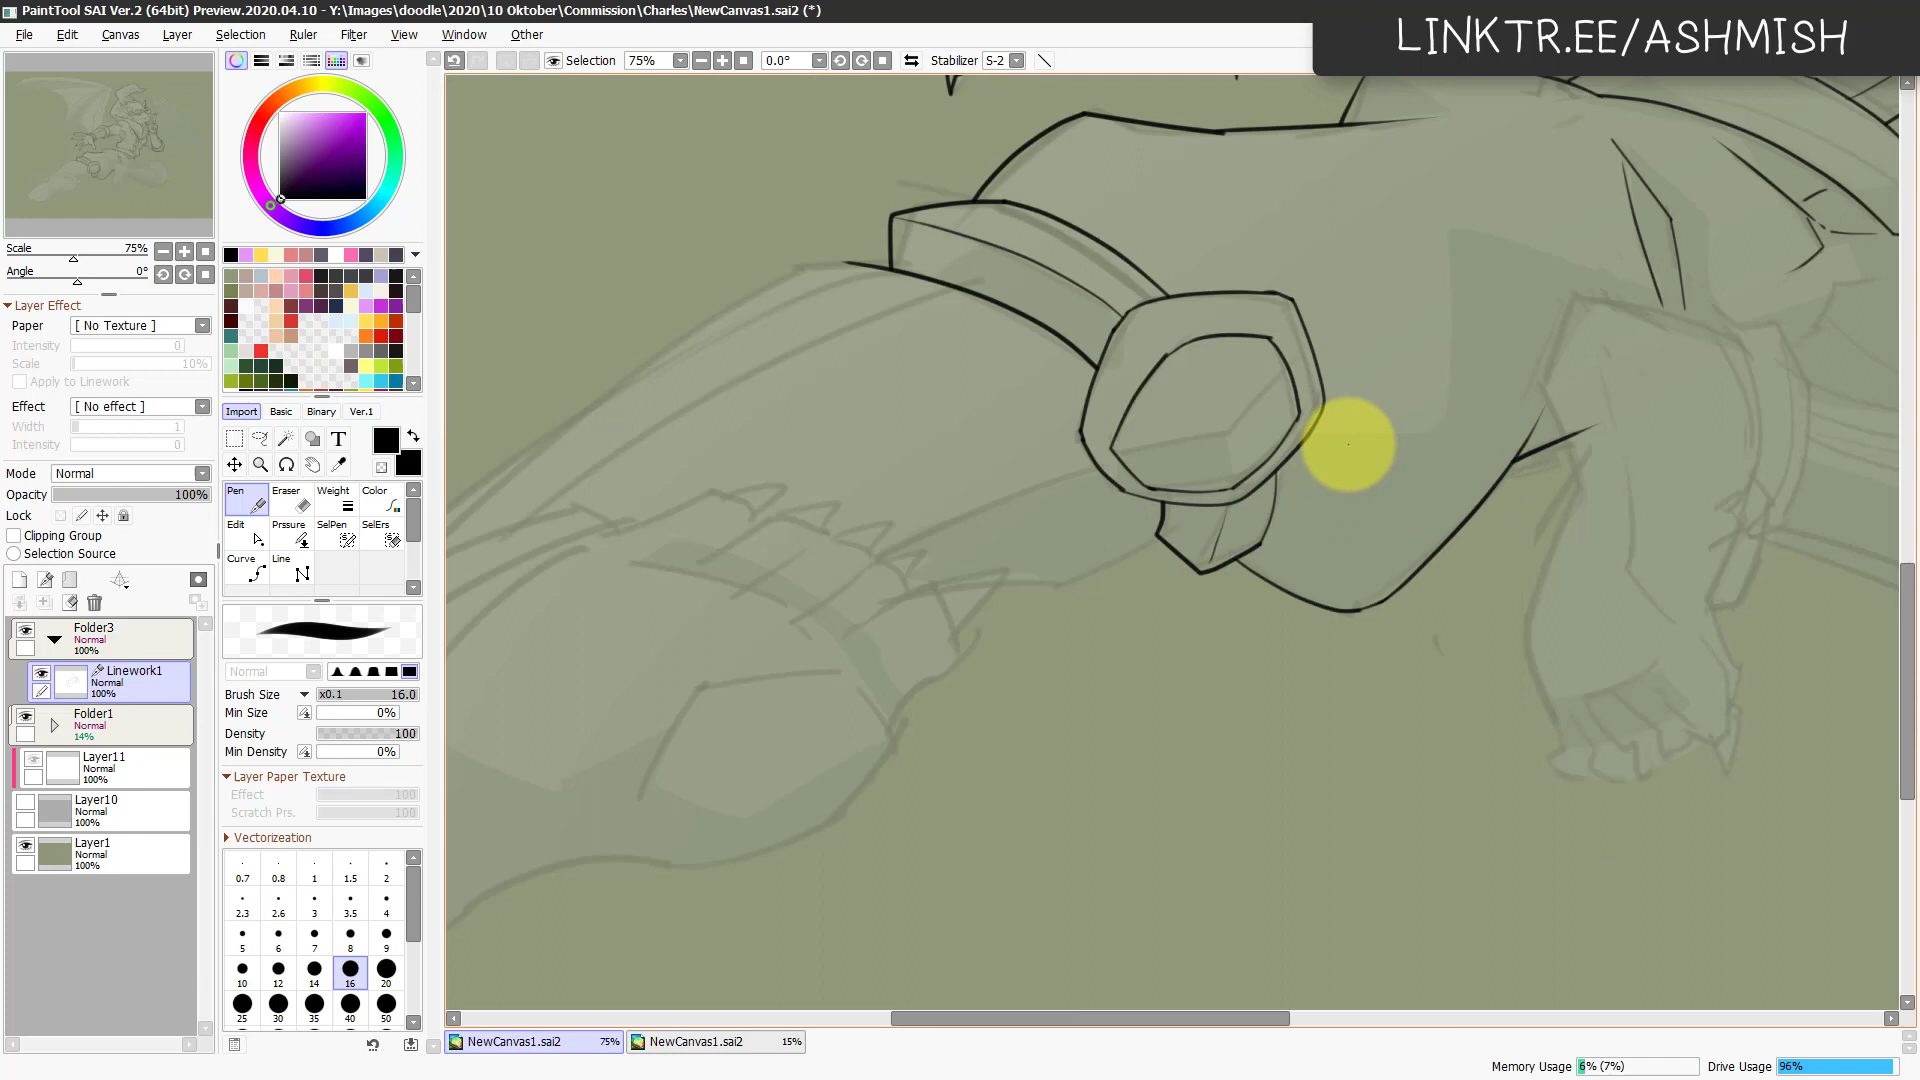 PaintTool SAI Ver.2 (64bit) Preview.2020.04.10 - Y:\Images\doodle\2020\10 Oktober\Commission\Charles\NewCanvas1.sai2 (*)
LINKTR.EE/ASHMISH
File Edit Canvas Layer Filter Selection Ruler View Window Other
Selection 75% 0.0° Stabilizer S-2
Scale 75%
Angle 0°
Layer Effect
Paper [ No Texture ]
Intensity 0
Scale 10%
Apply to Linework
Effect [ No effect ]
Width 1
Intensity 0
Mode Normal
Opacity 100%
Lock
Clipping Group
Selection Source
Folder3
Normal
100%
Linework1
Normal
100%
Folder1
Normal
14%
Layer11
Normal
100%
Layer10
Normal
100%
Layer1
Normal
100%
Import Basic Binary Ver.1
T
Pen Eraser Weight Color
Edit Prssure SelPen SelErs
Curve Line
Normal
Brush Size x0.1 16.0
Min Size 0%
Density 100
Min Density 0%
Layer Paper Texture
Effect 100
Scratch Prs. 100
Vectorization
0.7 0.8 1 1.5 2
2.3 2.6 3 3.5 4
5 6 7 8 9
10 12 14 16 20
25 30 35 40 50
NewCanvas1.sai2 75% NewCanvas1.sai2 15%
Memory Usage 6% (7%) Drive Usage 96%